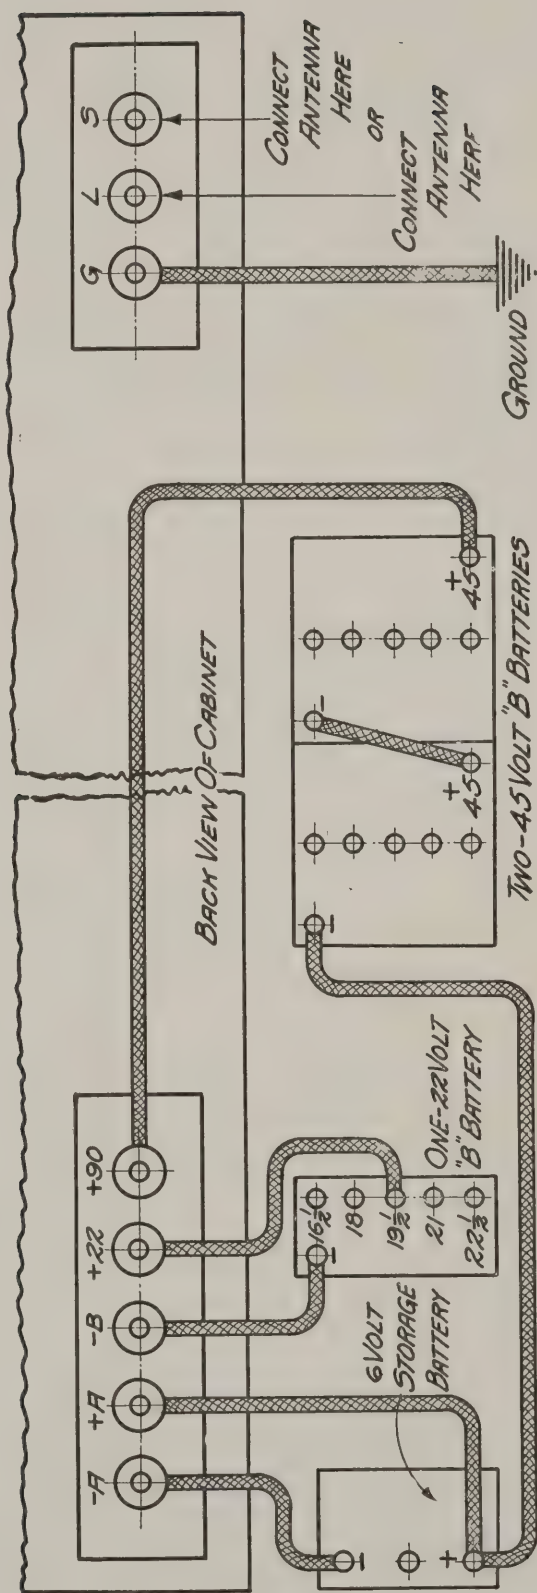 -A
+A
-B
+22
+90
G
L
S
BACK VIEW OF CABINET
CONNECT
ANTENNA
HERE
OR
CONNECT
ANTENNA
HERE
GROUND
6 VOLT
STORAGE
BATTERY
-
+
-
16½
18
19½
21
22½
ONE-22 VOLT
"B" BATTERY
-
+
45
-
+
45
TWO-45 VOLT "B" BATTERIES